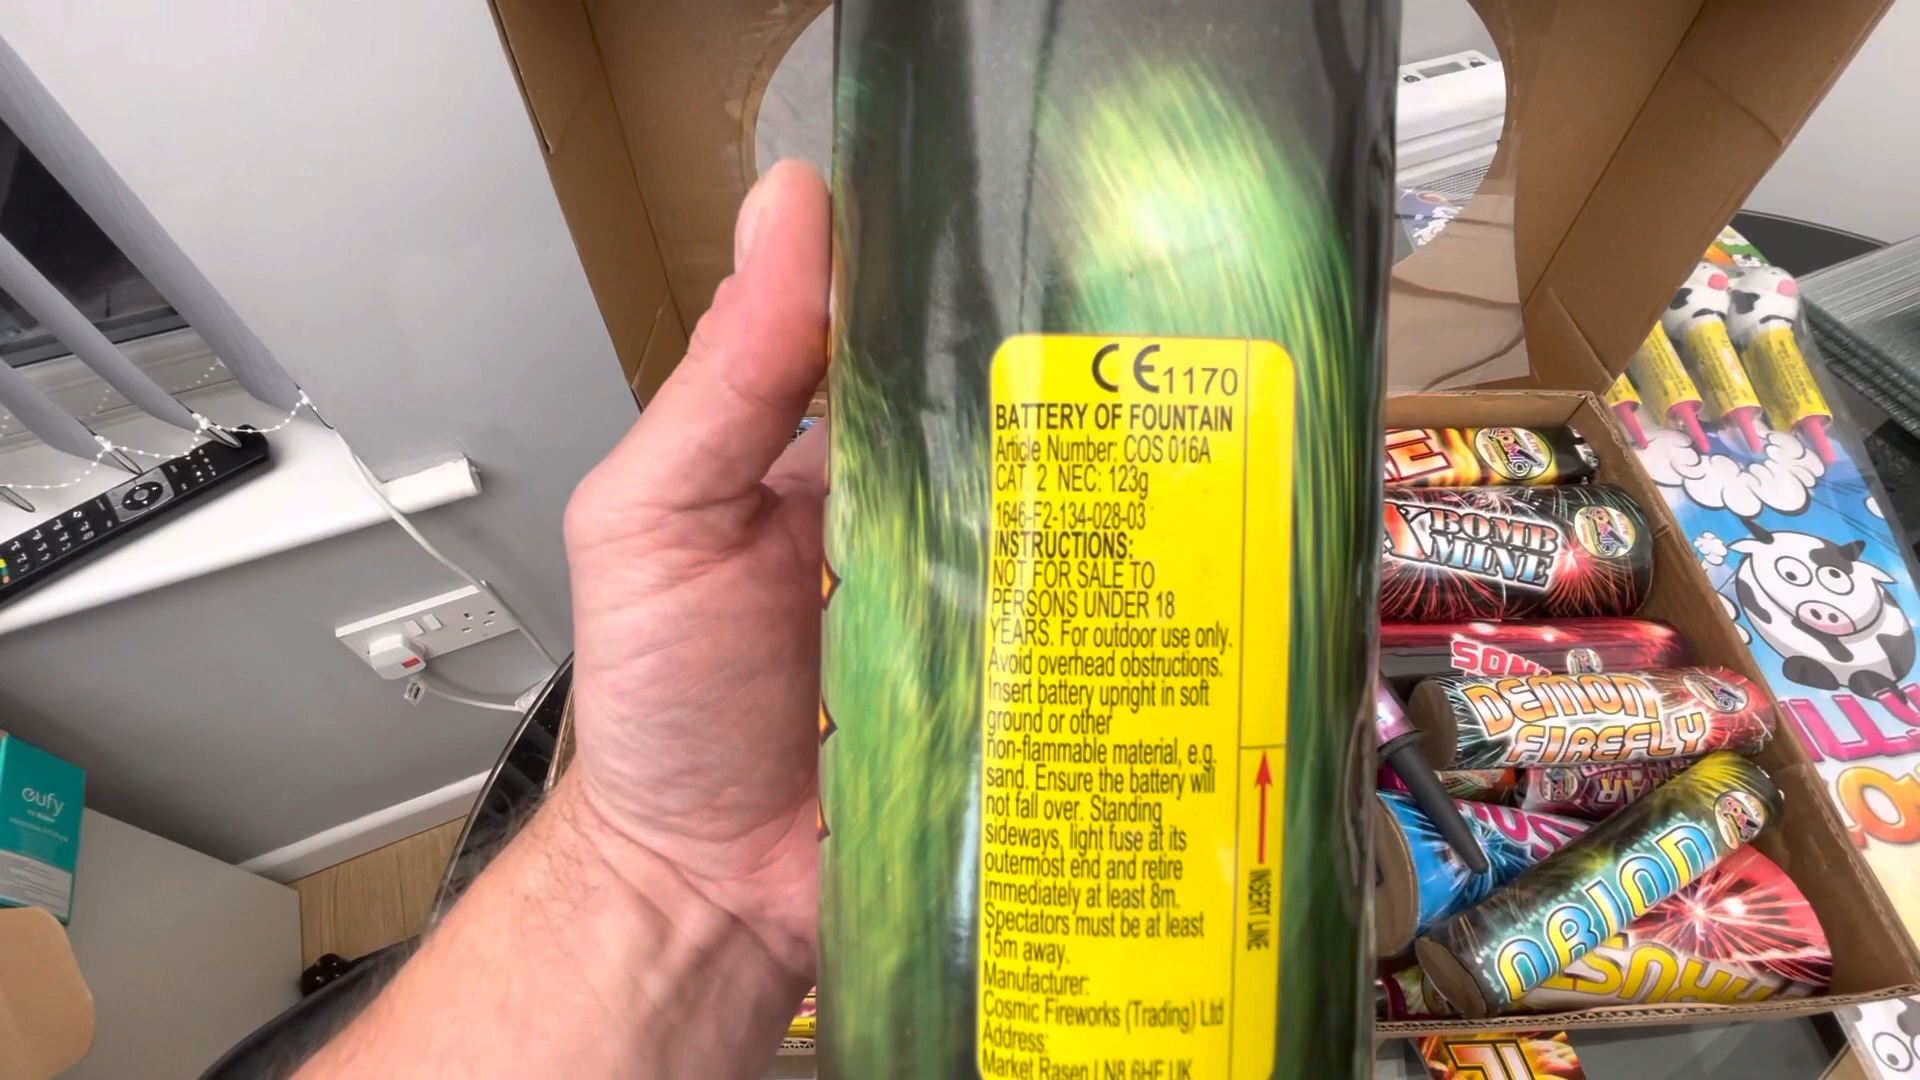 CE1170
BATTERY OF FOUNTAIN
Article Number: COS 016A
CAT. 2 NEC: 123g
1646-F2-134-028-03
INSTRUCTIONS:
NOT FOR SALE TO
PERSONS UNDER 18
YEARS. For outdoor use only.
Avoid overhead obstructions.
Insert battery upright in soft
ground or other
non-flammable material, e.g.
sand. Ensure the battery will
not fall over. Standing
sideways, light fuse at its
outermost end and retire
immediately at least 8m.
Spectators must be at least
15m away.
Manufacturer:
Cosmic Fireworks (Trading) Ltd
Address:
Market Rasen LN8 6HF UK
INSERT LINE
BOMB
MINE
DEMON
FIREFLY
ORION
eufy